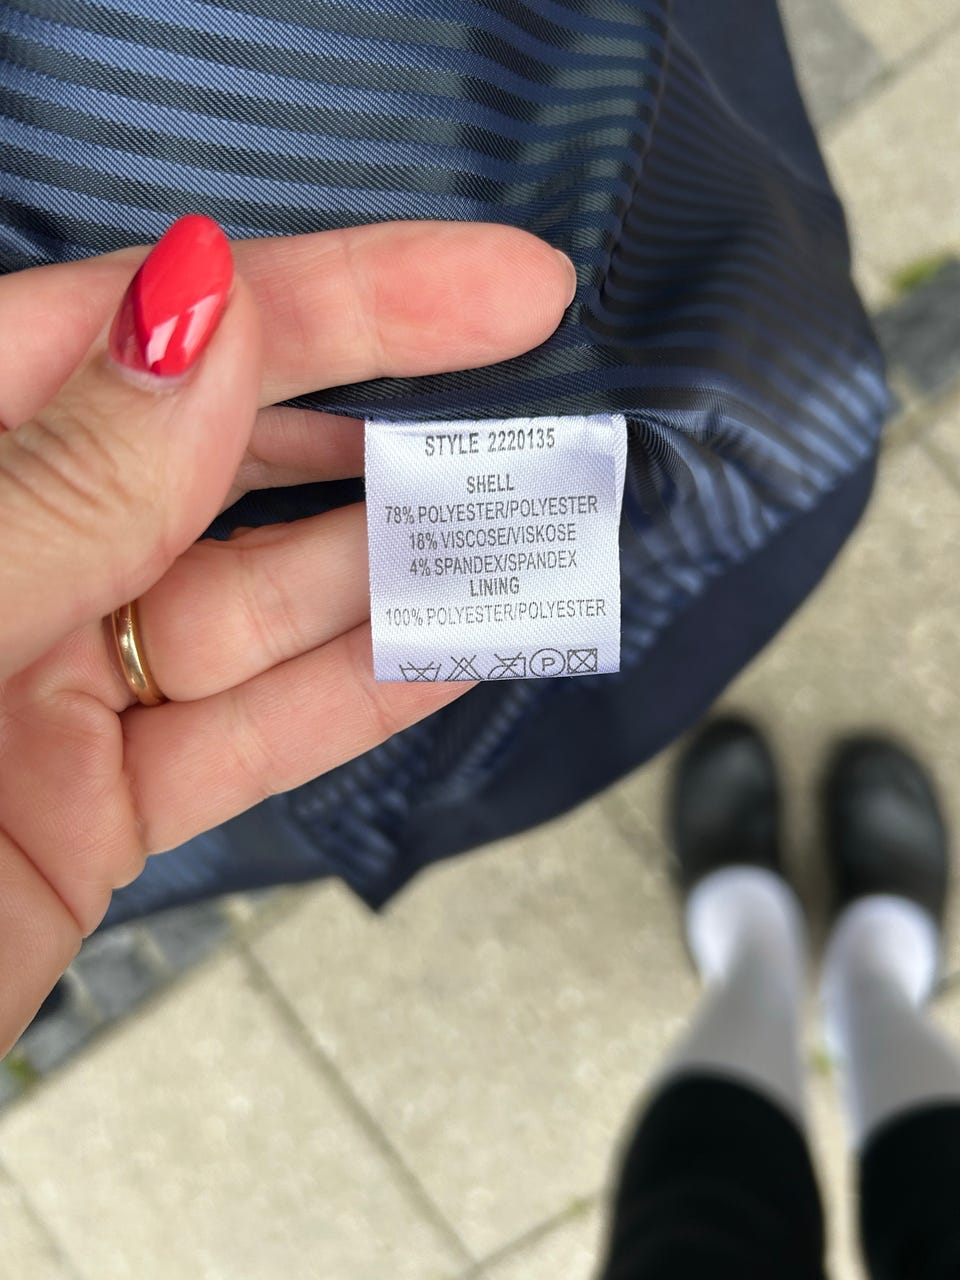 STYLE 2220135
SHELL
78% POLYESTER/POLYESTER
18% VISCOSE/VISKOSE
4% SPANDEX/SPANDEX
LINING
100% POLYESTER/POLYESTER
P